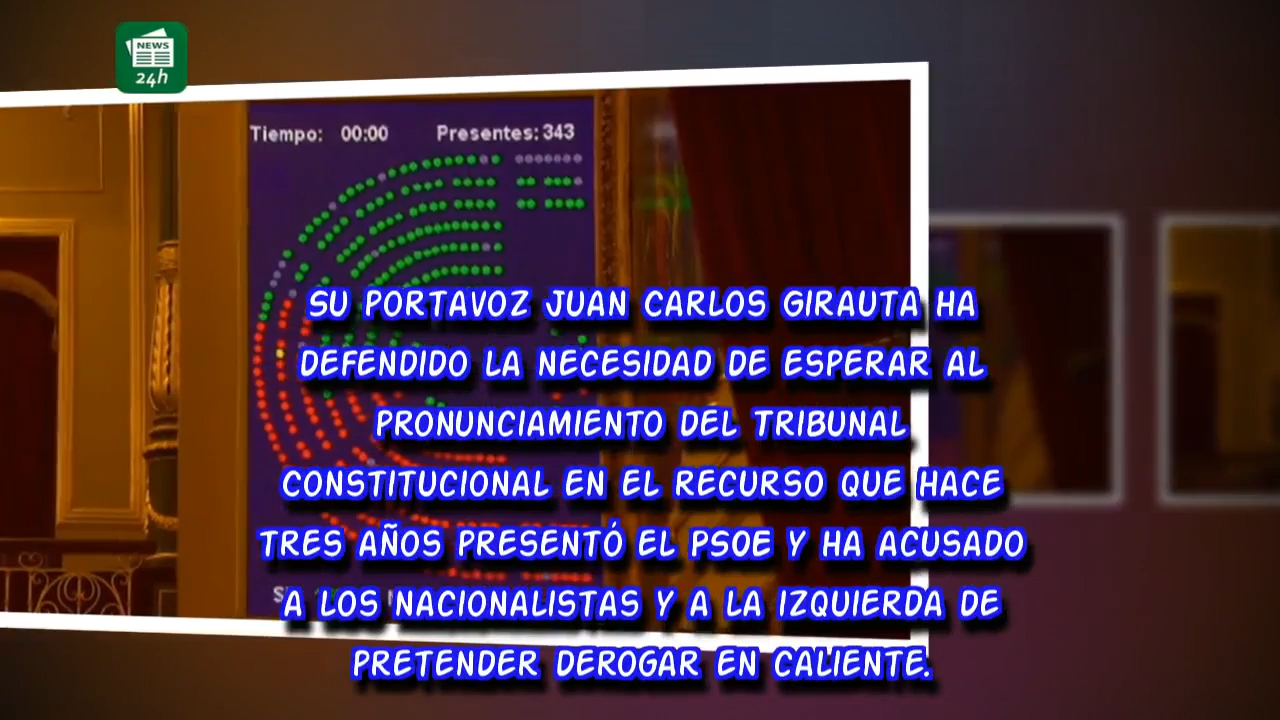 NEWS
24h
Tiempo: 00:00 Presentes: 343
SU PORTAVOZ JUAN CARLOS GIRAUTA HA
DEFENDIDO LA NECESIDAD DE ESPERAR AL
PRONUNCIAMIENTO DEL TRIBUNAL
CONSTITUCIONAL EN EL RECURSO QUE HACE
TRES AÑOS PRESENTÓ EL PSOE Y HA ACUSADO
A LOS NACIONALISTAS Y A LA IZQUIERDA DE
PRETENDER DEROGAR EN CALIENTE.